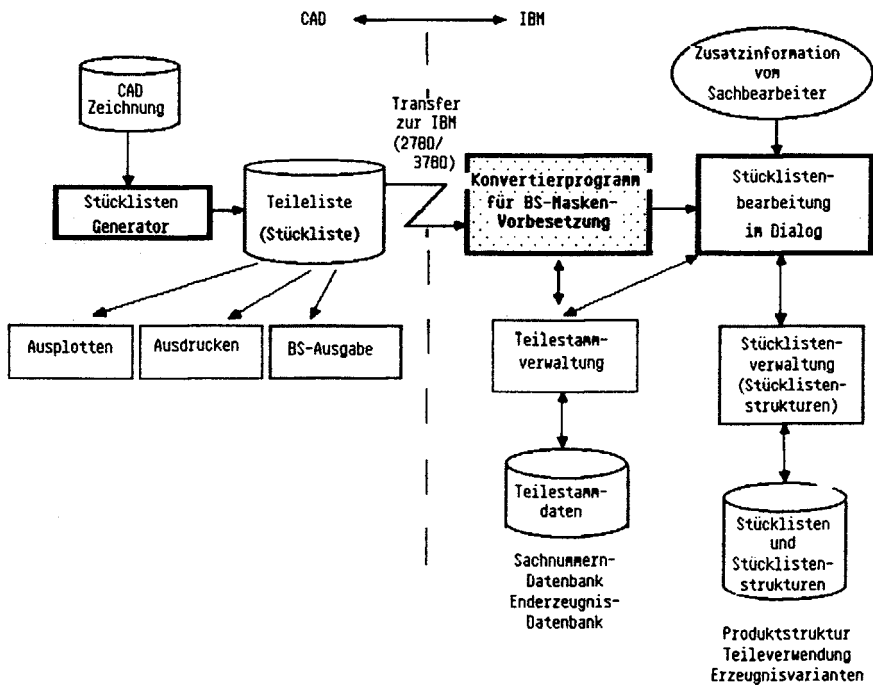 CAD
IBM
CAD
Zeichnung
Transfer
zur IBM
(2780/
3780)
Zusatzinformation
vom
Sachbearbeiter
Stücklisten
Generator
Teileliste
(Stückliste)
Konvertierprogramm
für BS-Masken-
Vorbesetzung
Stücklisten-
bearbeitung
im Dialog
Ausplotten
Ausdrucken
BS-Ausgabe
Teilestamm-
verwaltung
Stücklisten-
verwaltung
(Stücklisten-
strukturen)
Teilestamm-
daten
Stücklisten
und
Stücklisten-
strukturen
Sachnummern-
Datenbank
Enderzeugnis-
Datenbank
Produktstruktur
Teileverwendung
Erzeugnisvarianten